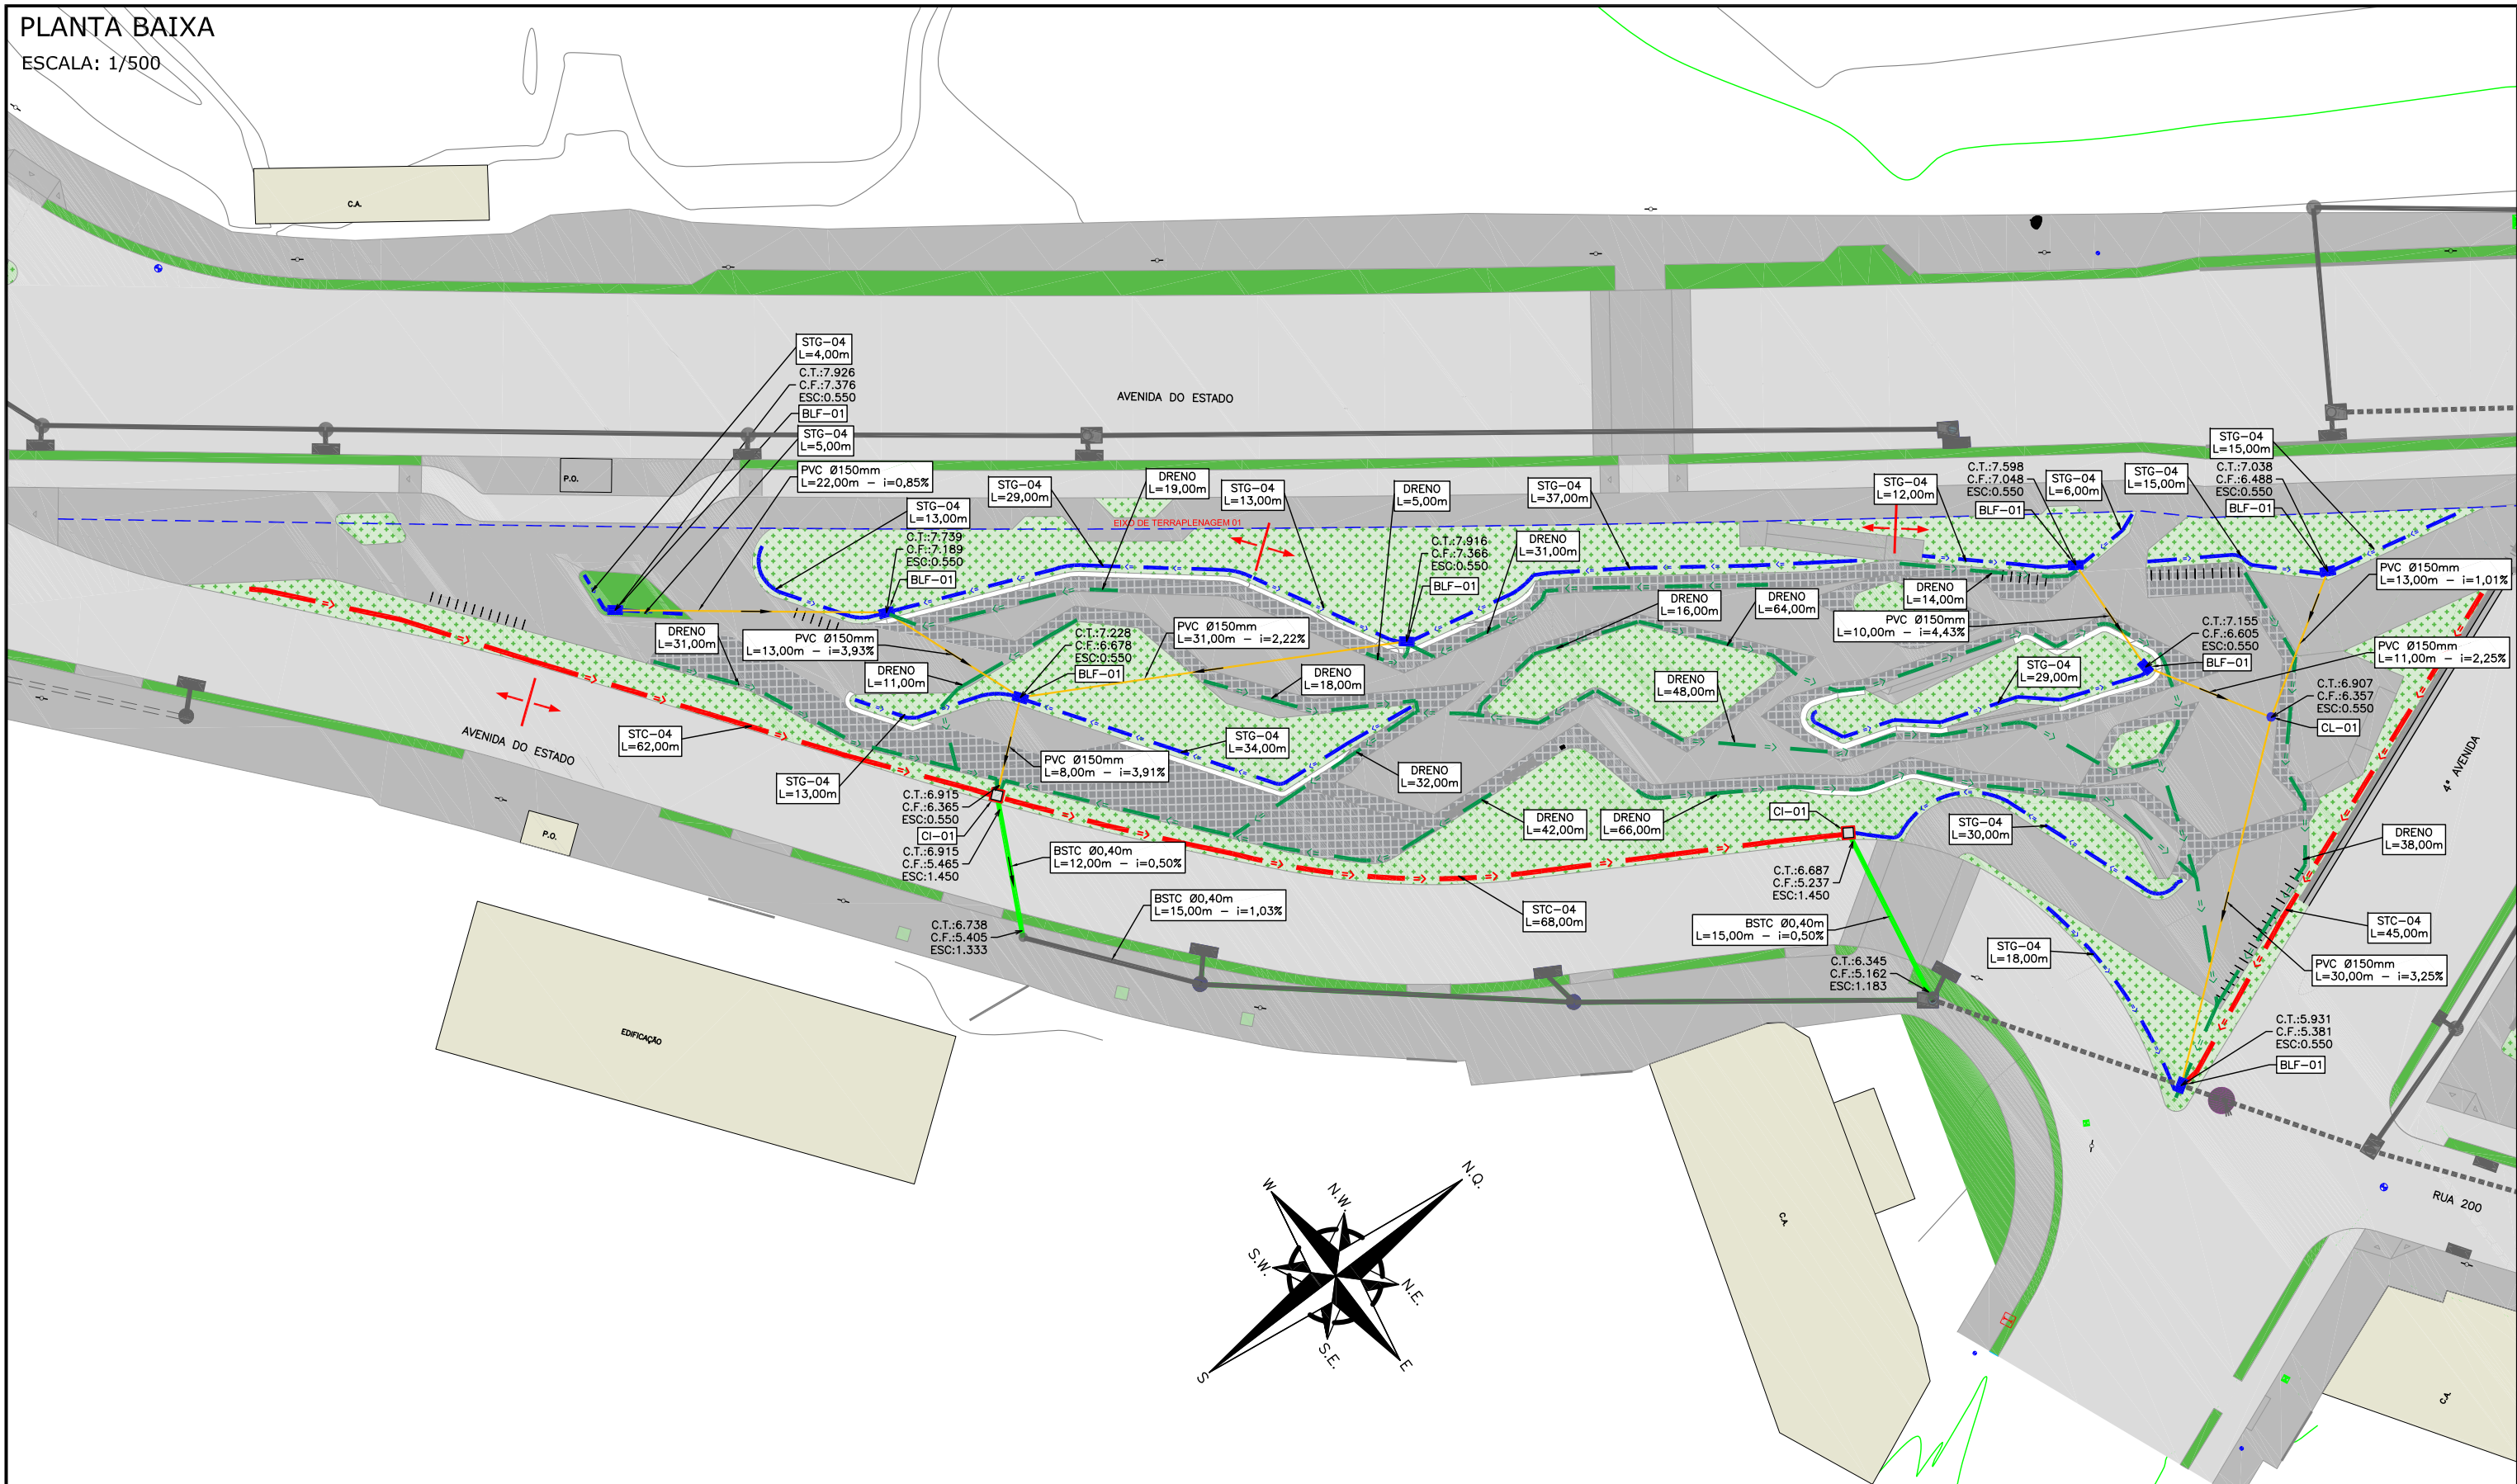 PLANTA BAIXA
ESCALA: 1/500
C.A.
AVENIDA DO ESTADO
P.O.
STG-04
L=4,00m
C.T.:7.926
C.F.:7.376
ESC:0.550
BLF-01
STG-04
L=5,00m
PVC Ø150mm
L=22,00m - i=0,85%
STG-04
L=13,00m
C.T.:7.739
C.F.:7.189
ESC:0.550
BLF-01
STG-04
L=29,00m
DRENO
L=19,00m
STG-04
L=13,00m
EIXO DE TERRAPLENAGEM 01
DRENO
L=5,00m
C.T.:7.916
C.F.:7.366
ESC:0.550
BLF-01
DRENO
L=31,00m
STG-04
L=37,00m
STG-04
L=12,00m
C.T.:7.598
C.F.:7.048
ESC:0.550
BLF-01
STG-04
L=6,00m
STG-04
L=15,00m
STG-04
L=15,00m
C.T.:7.038
C.F.:6.488
ESC:0.550
BLF-01
PVC Ø150mm
L=13,00m - i=1,01%
DRENO
L=31,00m
PVC Ø150mm
L=13,00m - i=3,93%
DRENO
L=11,00m
C.T.:7.228
C.F.:6.678
ESC:0.550
BLF-01
PVC Ø150mm
L=31,00m - i=2,22%
DRENO
L=18,00m
DRENO
L=16,00m
DRENO
L=64,00m
DRENO
L=14,00m
PVC Ø150mm
L=10,00m - i=4,43%
C.T.:7.155
C.F.:6.605
ESC:0.550
BLF-01
PVC Ø150mm
L=11,00m - i=2,25%
DRENO
L=48,00m
STG-04
L=29,00m
C.T.:6.907
C.F.:6.357
ESC:0.550
CL-01
4ª AVENIDA
AVENIDA DO ESTADO
STC-04
L=62,00m
STG-04
L=13,00m
PVC Ø150mm
L=8,00m - i=3,91%
STG-04
L=34,00m
DRENO
L=32,00m
C.T.:6.915
C.F.:6.365
ESC:0.550
CI-01
C.T.:6.915
C.F.:5.465
ESC:1.450
BSTC Ø0,40m
L=12,00m - i=0,50%
BSTC Ø0,40m
L=15,00m - i=1,03%
C.T.:6.738
C.F.:5.405
ESC:1.333
DRENO
L=42,00m
DRENO
L=66,00m
CI-01
STG-04
L=30,00m
DRENO
L=38,00m
C.T.:6.687
C.F.:5.237
ESC:1.450
STC-04
L=68,00m
BSTC Ø0,40m
L=15,00m - i=0,50%
STG-04
L=18,00m
STC-04
L=45,00m
PVC Ø150mm
L=30,00m - i=3,25%
C.T.:6.345
C.F.:5.162
ESC:1.183
C.T.:5.931
C.F.:5.381
ESC:0.550
BLF-01
P.O.
EDIFICAÇÃO
C.A.
RUA 200
C.A.
N.Q.
W
N.W.
S.W.
N.E.
S.E.
E
S